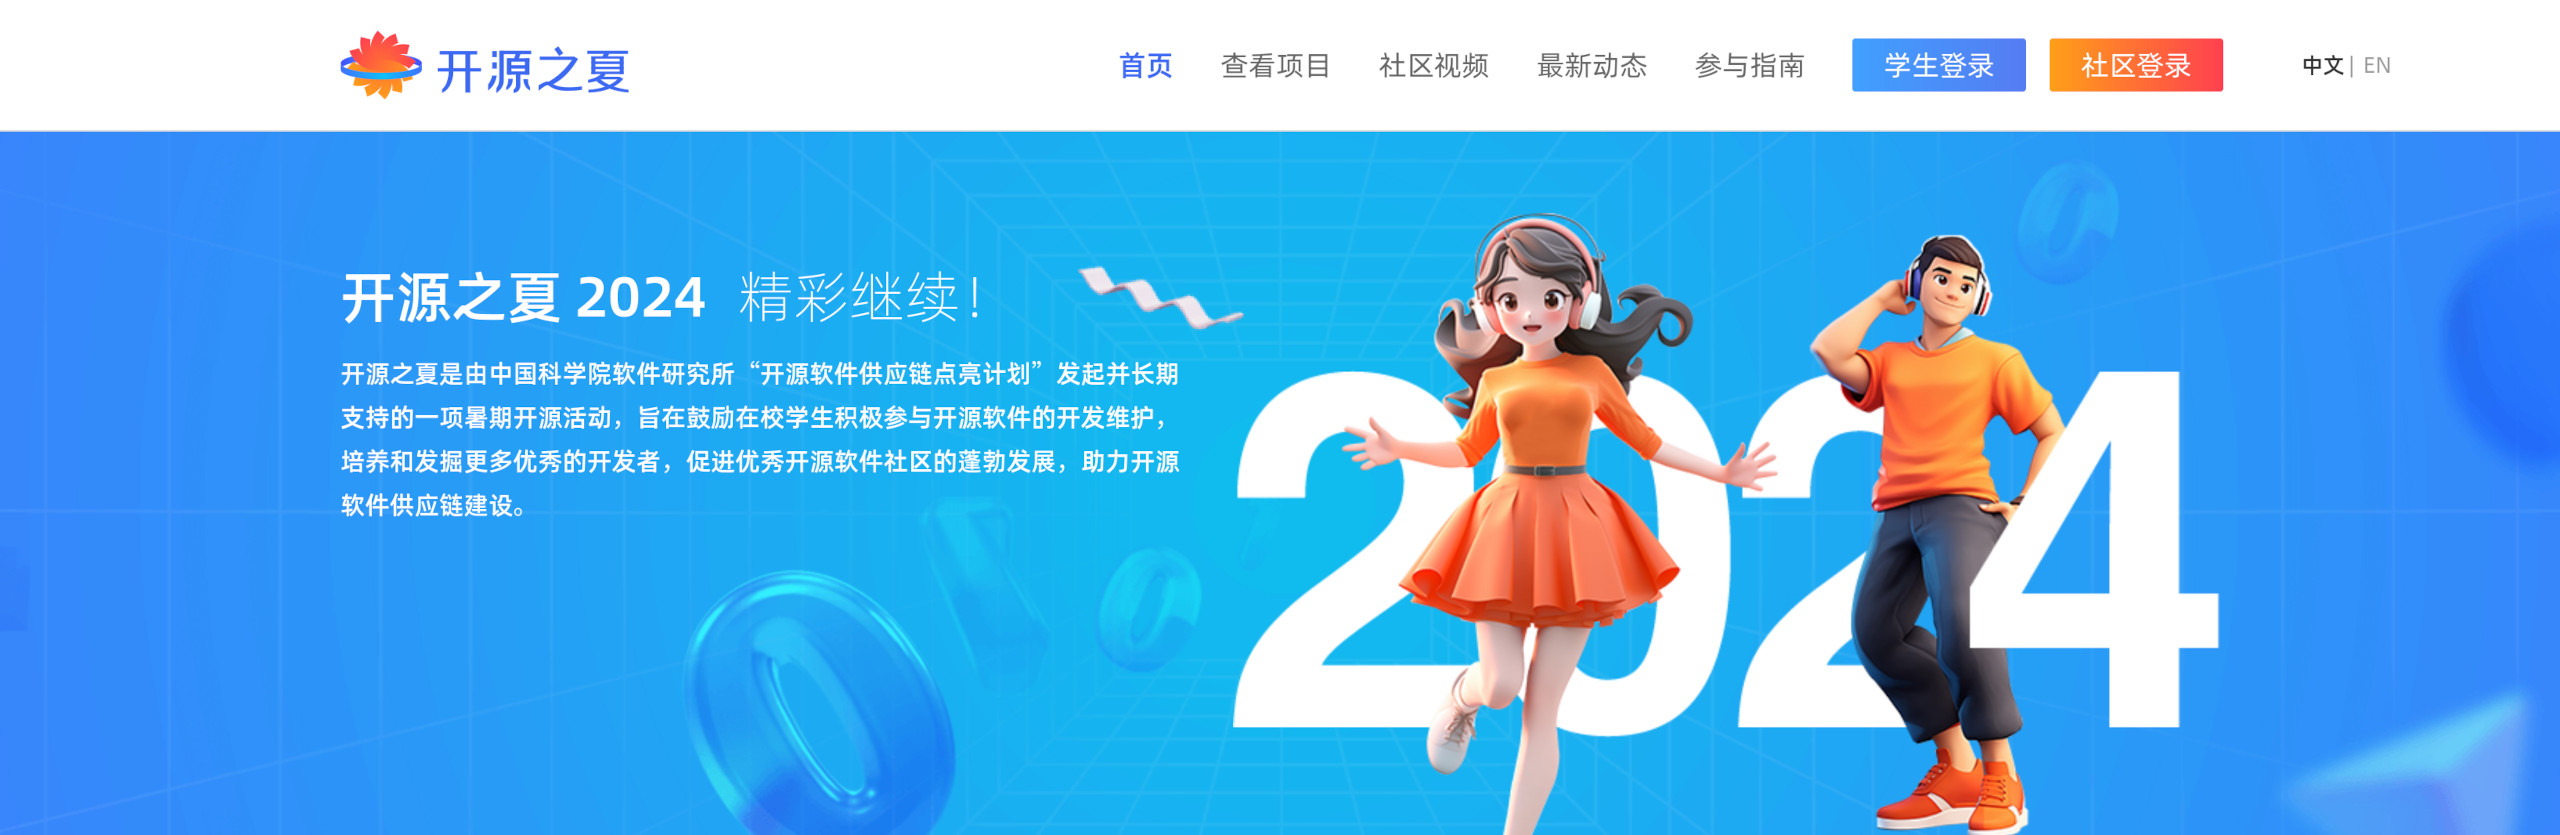 开源之夏
首页 查看项目 社区视频 最新动态 参与指南 学生登录 社区登录 中文 | EN
开源之夏 2024 精彩继续！
开源之夏是由中国科学院软件研究所“开源软件供应链点亮计划”发起并长期
支持的一项暑期开源活动，旨在鼓励在校学生积极参与开源软件的开发维护，
培养和发掘更多优秀的开发者，促进优秀开源软件社区的蓬勃发展，助力开源
软件供应链建设。
2024